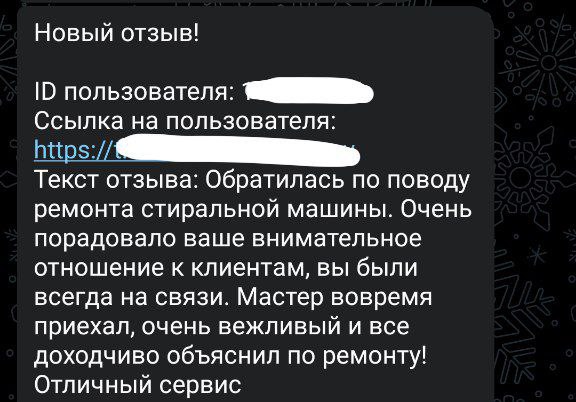 Новый отзыв!
ID пользователя:
Ссылка на пользователя:
https://t
Текст отзыва: Обратилась по поводу
ремонта стиральной машины. Очень
порадовало ваше внимательное
отношение к клиентам, вы были
всегда на связи. Мастер вовремя
приехал, очень вежливый и все
доходчиво объяснил по ремонту!
Отличный сервис